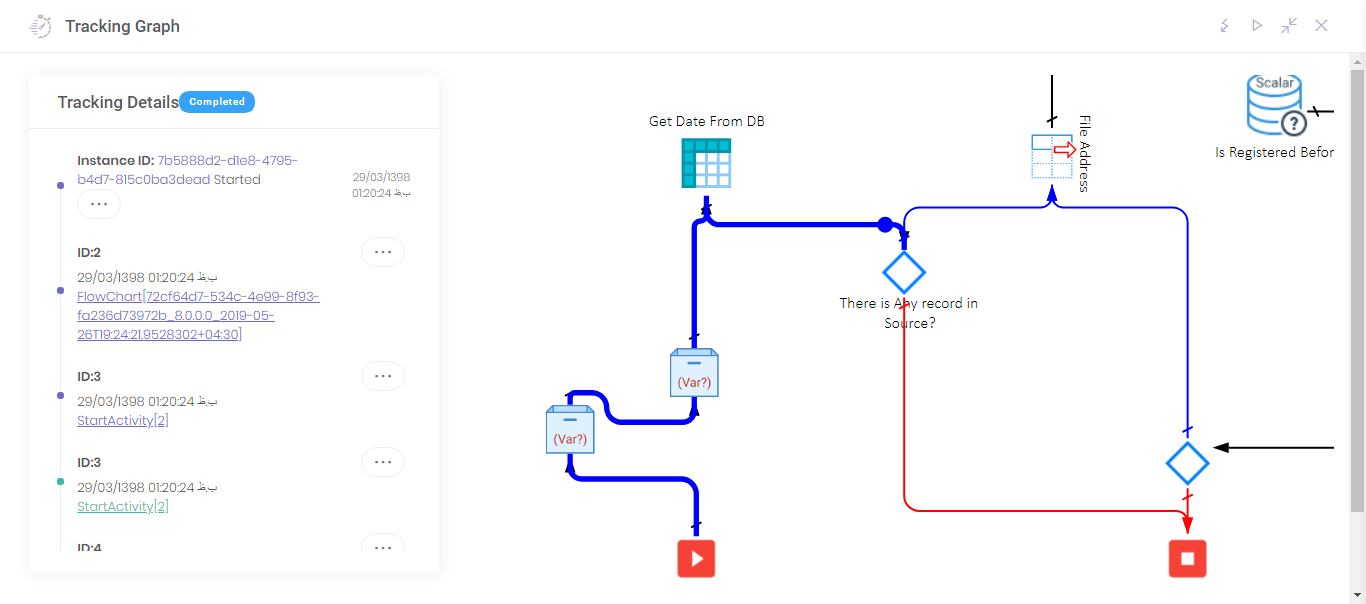 Tracking Graph
Tracking Details
Completed
Instance ID: 7b5888d2-d1e8-4795-
b4d7-815c0ba3dead Started
29/03/1398
01:20:24 ب.ظ
ID:2
29/03/1398 01:20:24 ب.ظ
FlowChart[72cf64d7-534c-4e99-8f93-
fa236d73972b_8.0.0.0_2019-05-
26T19:24:21.9528302+04:30]
ID:3
29/03/1398 01:20:24 ب.ظ
StartActivity[2]
ID:3
29/03/1398 01:20:24 ب.ظ
StartActivity[2]
ID:4
Get Date From DB
File Address
Scalar
?
Is Registered Befor
There is Any record in
Source?
(Var?)
(Var?)